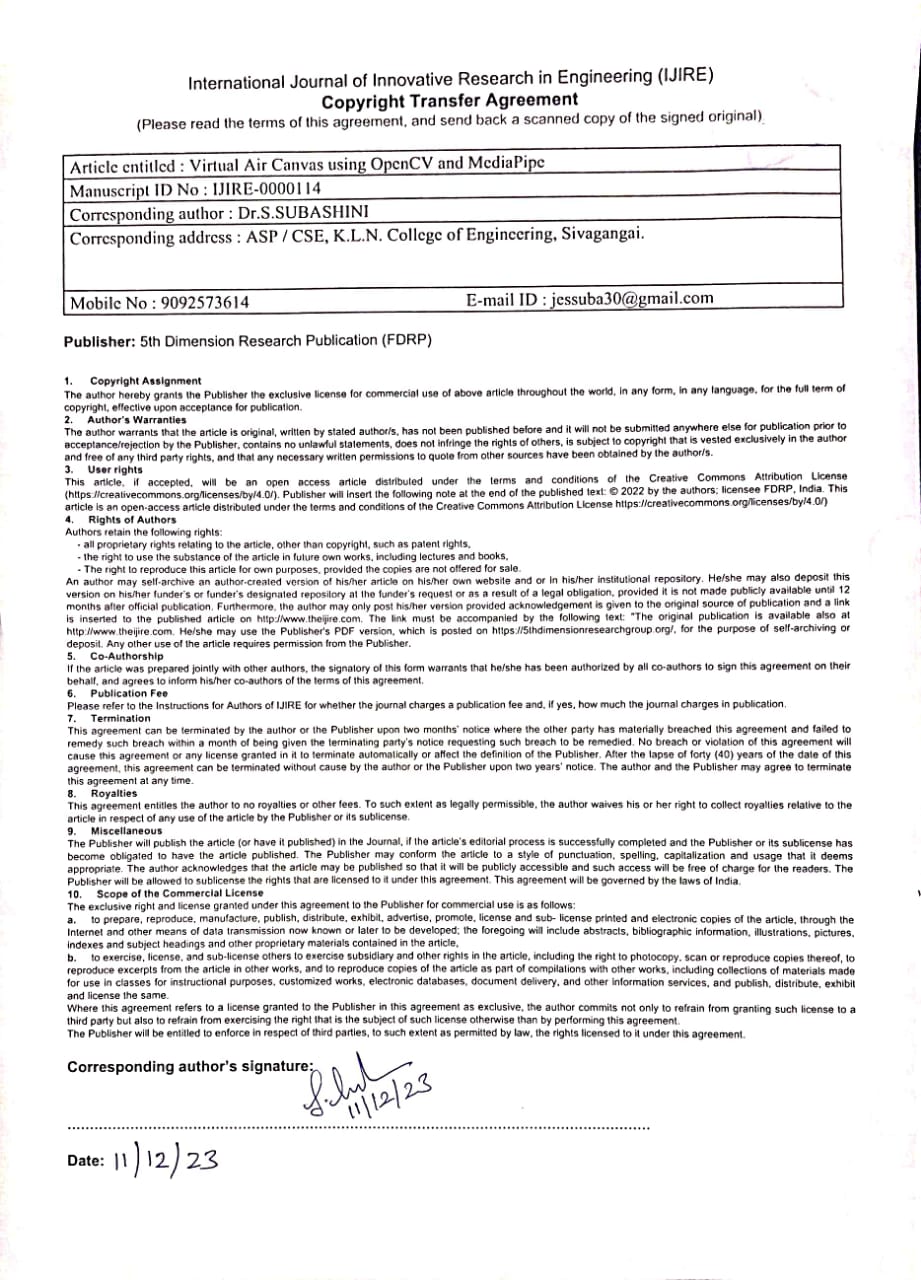 International Journal of Innovative Research in Engineering (IJIRE)
Copyright Transfer Agreement
(Please read the terms of this agreement, and send back a scanned copy of the signed original)
Article entitled : Virtual Air Canvas using OpenCV and MediaPipe
Manuscript ID No : IJIRE-0000114
Corresponding author : Dr.S.SUBASHINI
Corresponding address : ASP / CSE, K.L.N. College of Engineering, Sivagangai.
Mobile No : 9092573614 E-mail ID : jessuba30@gmail.com
Publisher: 5th Dimension Research Publication (FDRP)
1. Copyright Assignment
The author hereby grants the Publisher the exclusive license for commercial use of above article throughout the world, in any form, in any language, for the full term of
copyright, effective upon acceptance for publication.
2. Author's Warranties
The author warrants that the article is original, written by stated author/s, has not been published before and it will not be submitted anywhere else for publication prior to
acceptance/rejection by the Publisher, contains no unlawful statements, does not infringe the rights of others, is subject to copyright that is vested exclusively in the author
and free of any third party rights, and that any necessary written permissions to quote from other sources have been obtained by the author/s.
3. User rights
This article, if accepted, will be an open access article distributed under the terms and conditions of the Creative Commons Attribution License
(https://creativecommons.org/licenses/by/4.0/). Publisher will insert the following note at the end of the published text: © 2022 by the authors; licensee FDRP, India. This
article is an open-access article distributed under the terms and conditions of the Creative Commons Attribution License https://creativecommons.org/licenses/by/4.0/)
4. Rights of Authors
Authors retain the following rights:
- all proprietary rights relating to the article, other than copyright, such as patent rights,
- the right to use the substance of the article in future own works, including lectures and books,
- The right to reproduce this article for own purposes, provided the copies are not offered for sale.
An author may self-archive an author-created version of his/her article on his/her own website and or in his/her institutional repository. He/she may also deposit this
version on his/her funder's or funder's designated repository at the funder's request or as a result of a legal obligation, provided it is not made publicly available until 12
months after official publication. Furthermore, the author may only post his/her version provided acknowledgement is given to the original source of publication and a link
is inserted to the published article on http://www.theijire.com. The link must be accompanied by the following text: "The original publication is available also at
http://www.theijire.com. He/she may use the Publisher's PDF version, which is posted on https://5thdimensionresearchgroup.org/, for the purpose of self-archiving or
deposit. Any other use of the article requires permission from the Publisher.
5. Co-Authorship
If the article was prepared jointly with other authors, the signatory of this form warrants that he/she has been authorized by all co-authors to sign this agreement on their
behalf, and agrees to inform his/her co-authors of the terms of this agreement.
6. Publication Fee
Please refer to the Instructions for Authors of IJIRE for whether the journal charges a publication fee and, if yes, how much the journal charges in publication.
7. Termination
This agreement can be terminated by the author or the Publisher upon two months' notice where the other party has materially breached this agreement and failed to
remedy such breach within a month of being given the terminating party's notice requesting such breach to be remedied. No breach or violation of this agreement will
cause this agreement or any license granted in it to terminate automatically or affect the definition of the Publisher. After the lapse of forty (40) years of the date of this
agreement, this agreement can be terminated without cause by the author or the Publisher upon two years' notice. The author and the Publisher may agree to terminate
this agreement at any time.
8. Royalties
This agreement entitles the author to no royalties or other fees. To such extent as legally permissible, the author waives his or her right to collect royalties relative to the
article in respect of any use of the article by the Publisher or its sublicense.
9. Miscellaneous
The Publisher will publish the article (or have it published) in the Journal, if the article's editorial process is successfully completed and the Publisher or its sublicense has
become obligated to have the article published. The Publisher may conform the article to a style of punctuation, spelling, capitalization and usage that it deems
appropriate. The author acknowledges that the article may be published so that it will be publicly accessible and such access will be free of charge for the readers. The
Publisher will be allowed to sublicense the rights that are licensed to it under this agreement. This agreement will be governed by the laws of India.
10. Scope of the Commercial License
The exclusive right and license granted under this agreement to the Publisher for commercial use is as follows:
a. to prepare, reproduce, manufacture, publish, distribute, exhibit, advertise, promote, license and sub- license printed and electronic copies of the article, through the
Internet and other means of data transmission now known or later to be developed; the foregoing will include abstracts, bibliographic information, illustrations, pictures,
indexes and subject headings and other proprietary materials contained in the article,
b. to exercise, license, and sub-license others to exercise subsidiary and other rights in the article, including the right to photocopy, scan or reproduce copies thereof, to
reproduce excerpts from the article in other works, and to reproduce copies of the article as part of compilations with other works, including collections of materials made
for use in classes for instructional purposes, customized works, electronic databases, document delivery, and other information services, and publish, distribute, exhibit
and license the same.
Where this agreement refers to a license granted to the Publisher in this agreement as exclusive, the author commits not only to refrain from granting such license to a
third party but also to refrain from exercising the right that is the subject of such license otherwise than by performing this agreement.
The Publisher will be entitled to enforce in respect of third parties, to such extent as permitted by law, the rights licensed to it under this agreement.
Corresponding author's signature:
11/12/23
Date: 11/12/23